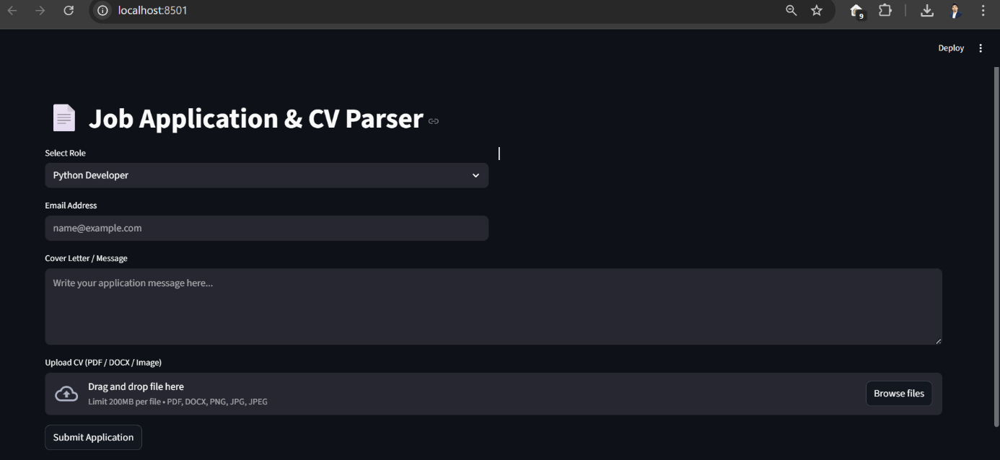 localhost:8501
9
Deploy
Job Application & CV Parser
Select Role
Python Developer
Email Address
name@example.com
Cover Letter / Message
Write your application message here...
Upload CV (PDF / DOCX / Image)
Drag and drop file here
Limit 200MB per file • PDF, DOCX, PNG, JPG, JPEG
Browse files
Submit Application